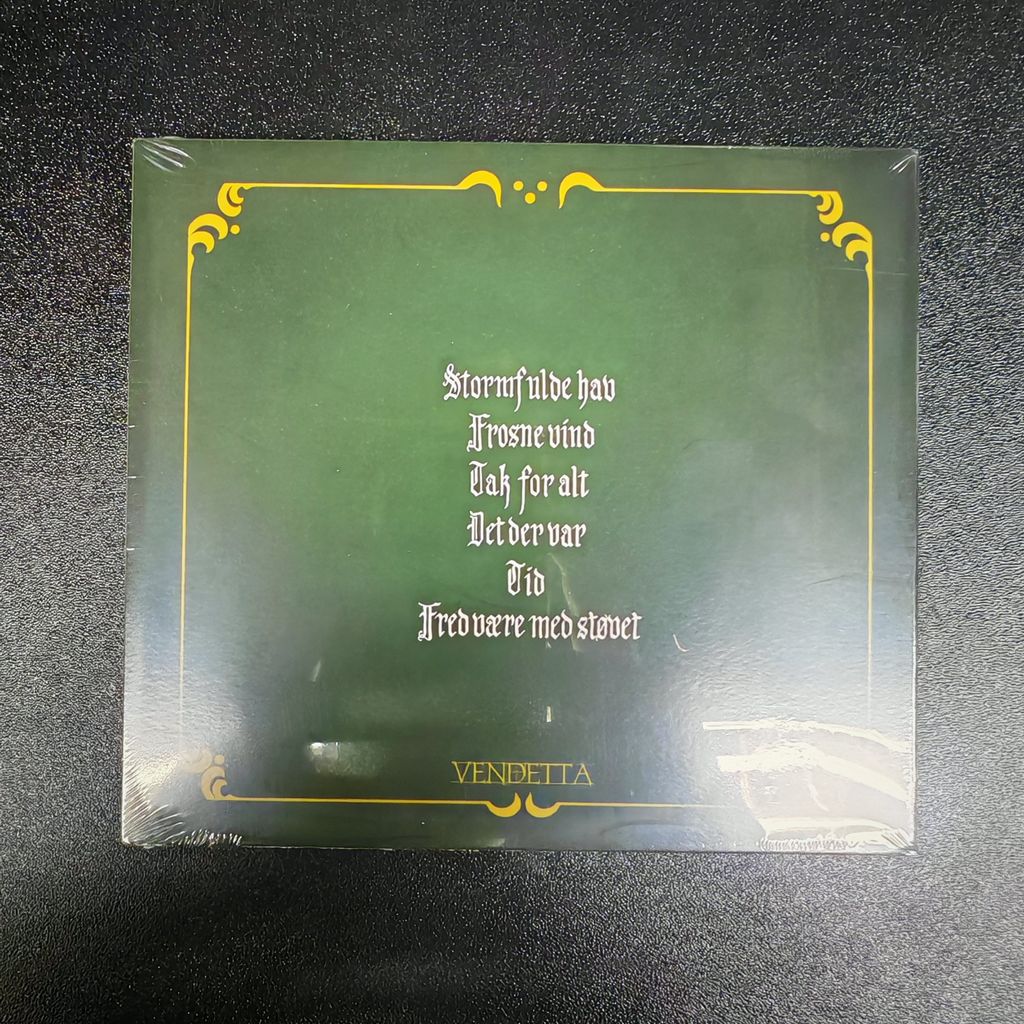 Stormfulde hav
Frosne vind
Tak for alt
Det der var
Tid
Fred være med støvet
VENDETTA